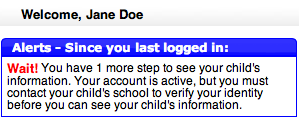 Welcome, Jane Doe
Alerts - Since you last logged in:
Wait! You have 1 more step to see your child's
information. Your account is active, but you must
contact your child's school to verify your identity
before you can see your child's information.